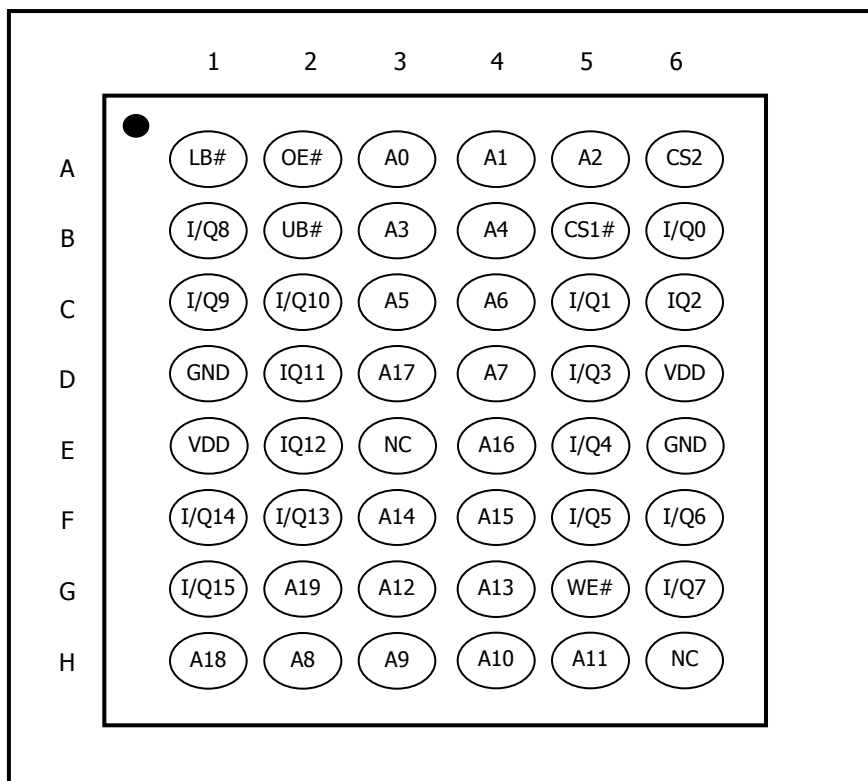 1 2 3 4 5 6
A LB# OE# A0 A1 A2 CS2
B I/Q8 UB# A3 A4 CS1# I/Q0
C I/Q9 I/Q10 A5 A6 I/Q1 IQ2
D GND IQ11 A17 A7 I/Q3 VDD
E VDD IQ12 NC A16 I/Q4 GND
F I/Q14 I/Q13 A14 A15 I/Q5 I/Q6
G I/Q15 A19 A12 A13 WE# I/Q7
H A18 A8 A9 A10 A11 NC